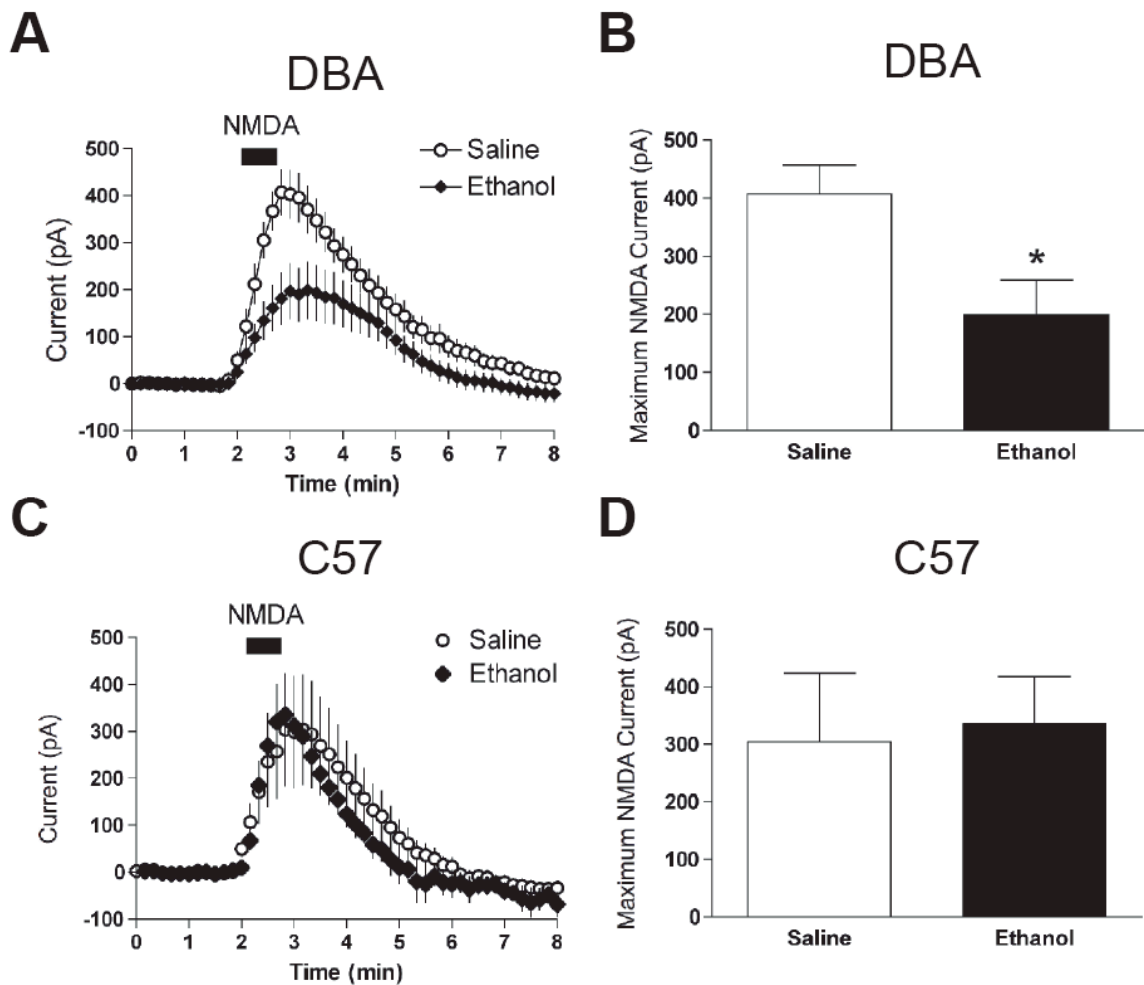 A
DBA
NMDA
Saline
Ethanol
Current (pA)
500
400
300
200
100
0
-100
0 1 2 3 4 5 6 7 8
Time (min)
B
DBA
Maximum NMDA Current (pA)
500
400
300
200
100
0
*
Saline Ethanol
C
C57
NMDA
Saline
Ethanol
Current (pA)
500
400
300
200
100
0
-100
0 1 2 3 4 5 6 7 8
Time (min)
D
C57
Maximum NMDA Current (pA)
500
400
300
200
100
0
Saline Ethanol